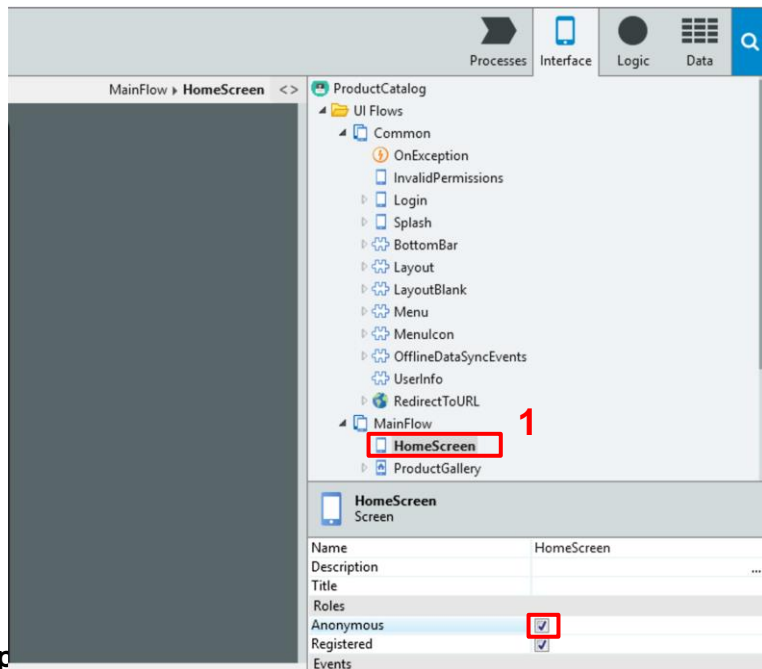 Processes Interface Logic Data
MainFlow HomeScreen <> ProductCatalog
UI Flows
Common
OnException
InvalidPermissions
Login
Splash
BottomBar
Layout
LayoutBlank
Menu
MenuIcon
OfflineDataSyncEvents
UserInfo
RedirectToURL
MainFlow
1
HomeScreen
ProductGallery
HomeScreen
Screen
Name HomeScreen
Description ...
Title
Roles
Anonymous
Registered
Events